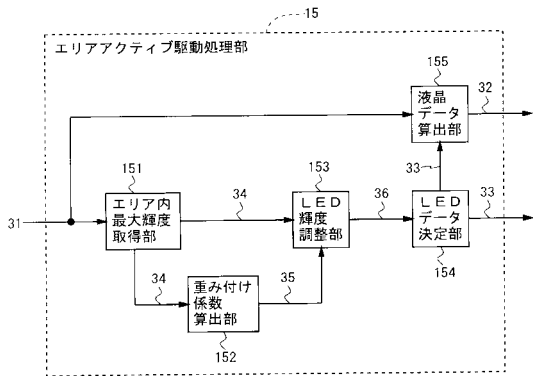 15
エリアアクティブ駆動処理部
155
液晶
データ
算出部
32
33
151
153
31
エリア内
最大輝度
取得部
34
LED
輝度
調整部
36
LED
データ
決定部
33
154
34
重み付け
係数
算出部
35
152